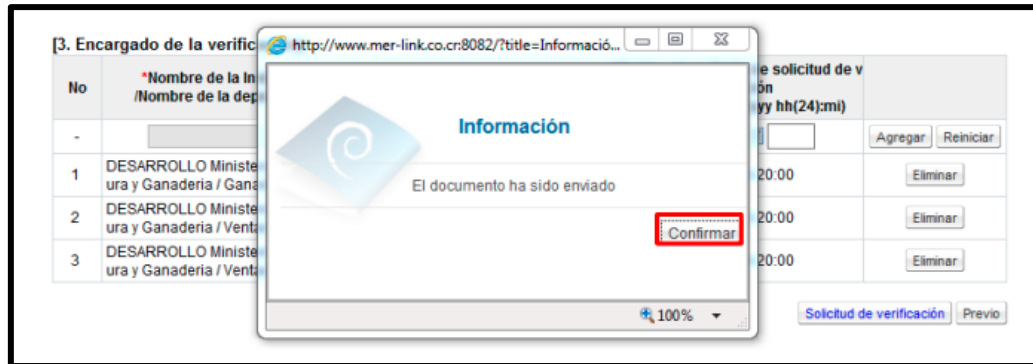 [3. Encargado de la verific
http://www.mer-link.co.cr:8082/?title=Informació...
No
*Nombre de la In
/Nombre de la dep
e solicitud de v
ón
yy hh(24):mi)
Información
-
Agregar Reiniciar
El documento ha sido enviado
1
DESARROLLO Ministe
ura y Ganaderia / Gana
20:00
Eliminar
2
DESARROLLO Ministe
ura y Ganaderia / Venta
20:00
Eliminar
Confirmar
3
DESARROLLO Ministe
ura y Ganaderia / Venta
20:00
Eliminar
100%
Solicitud de verificación Previo